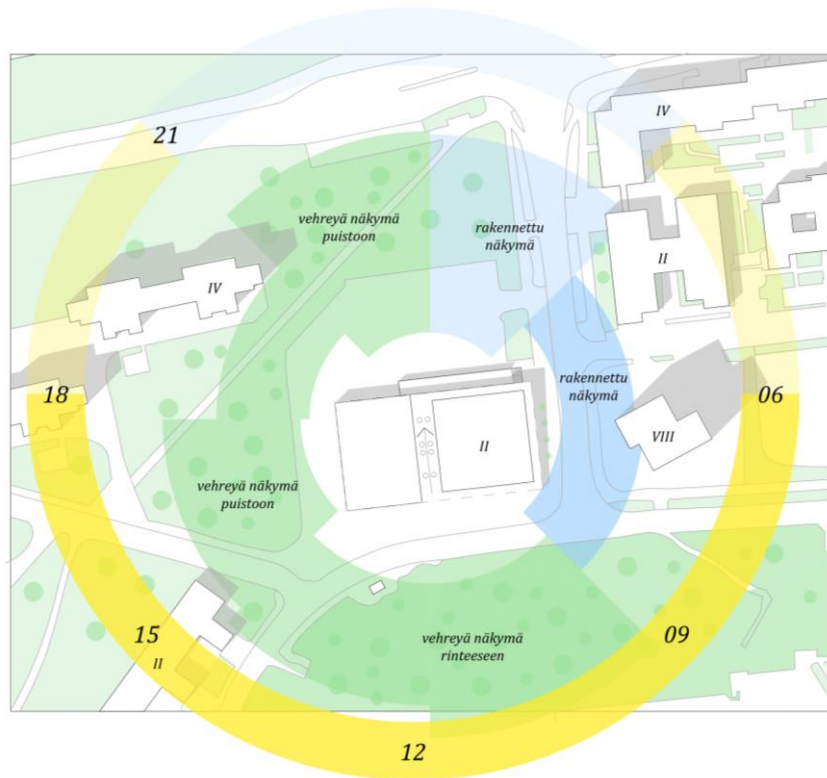 IV
21
vehreyä näkymä
puistoon
rakennettu
näkymä
IV
II
18
rakennettu
näkymä
06
VIII
II
vehreyä näkymä
puistoon
15
II
vehreyä näkymä
rinteeseen
09
12